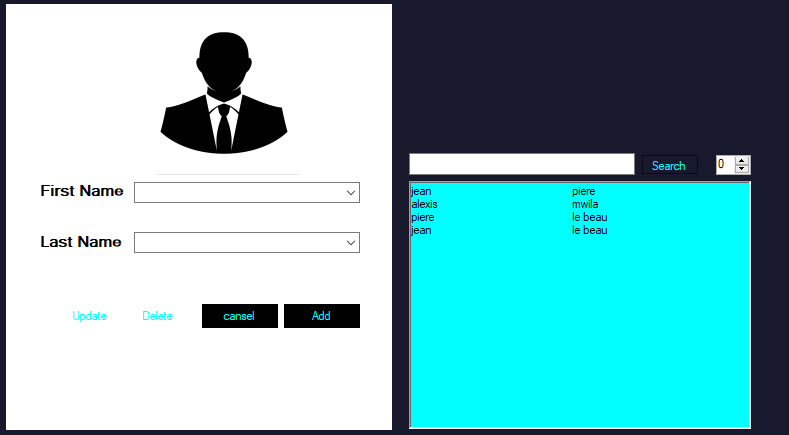 First Name
Last Name
Update Delete cansel Add
Search 0
jean piere
alexis mwila
piere le beau
jean le beau